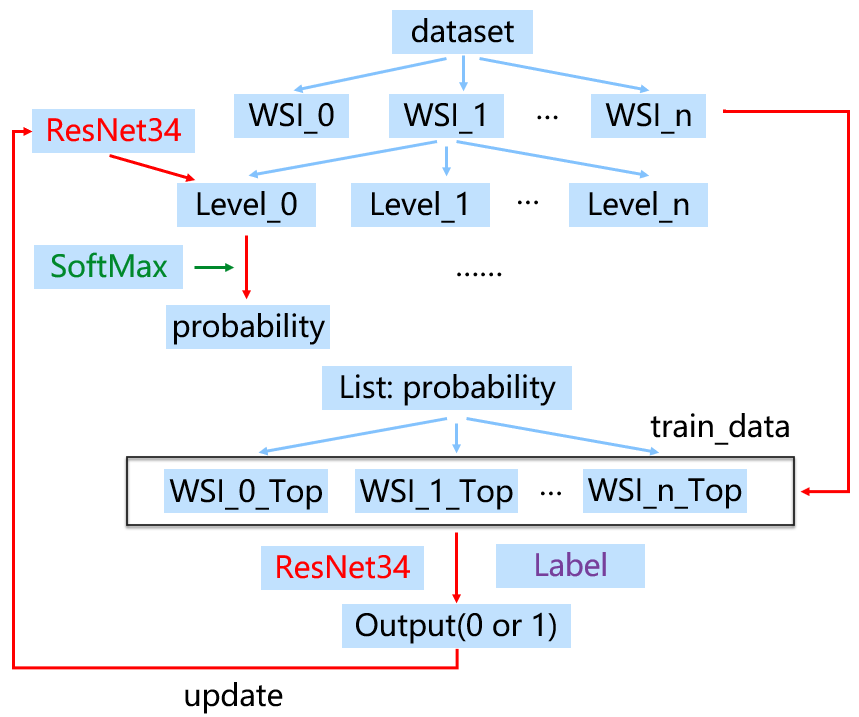 dataset
WSI_0
WSI_1
...
WSI_n
ResNet34
Level_0
Level_1
...
Level_n
SoftMax
......
probability
List: probability
train_data
WSI_0_Top
WSI_1_Top
...
WSI_n_Top
ResNet34
Label
Output(0 or 1)
update